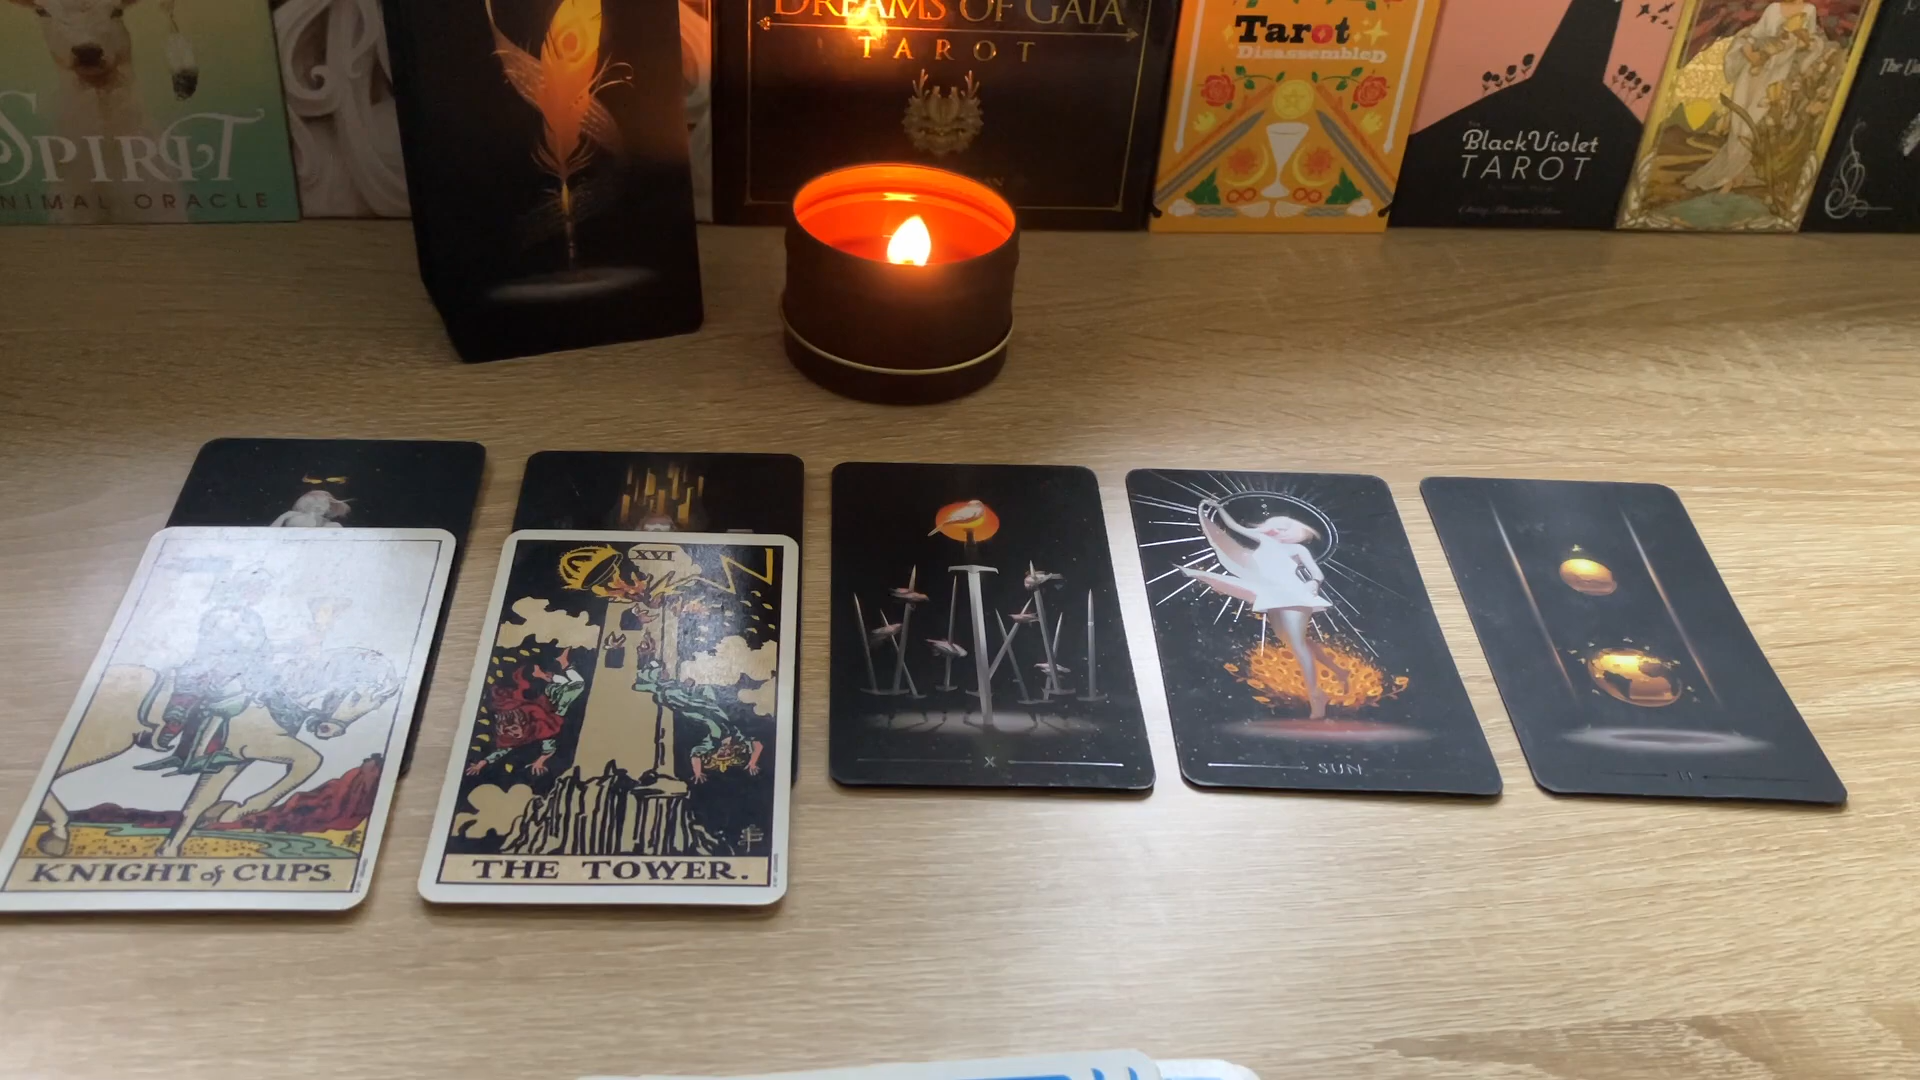 SPIRIT
NIMAL ORACLE
DREAMS OF GAIA
TAROT
Tarot
DISASSEMBLED
Black Violet
TAROT
XVI
KNIGHT of CUPS.
THE TOWER.
X
SUN
II